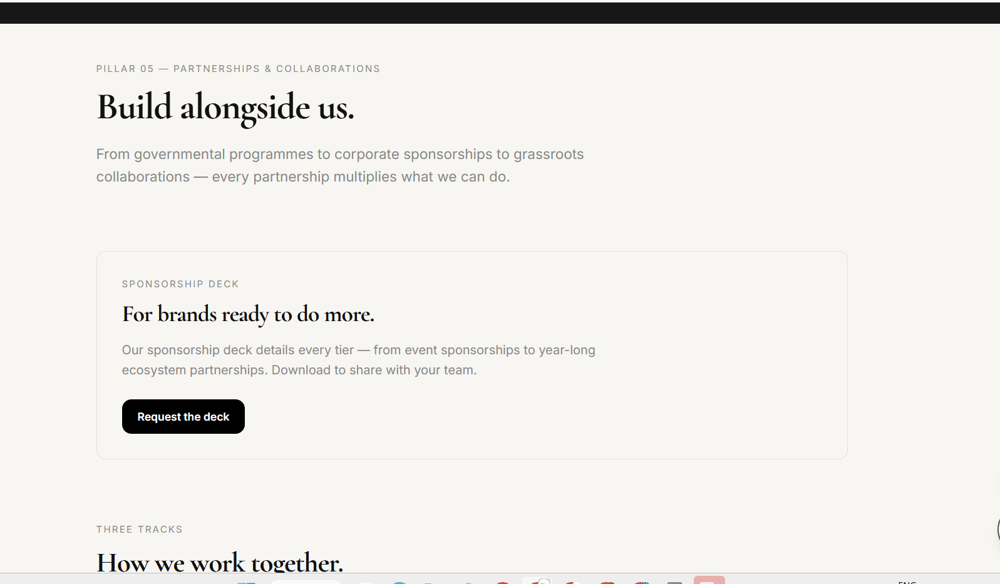 PILLAR 05 — PARTNERSHIPS & COLLABORATIONS
Build alongside us.
From governmental programmes to corporate sponsorships to grassroots
collaborations — every partnership multiplies what we can do.
SPONSORSHIP DECK
For brands ready to do more.
Our sponsorship deck details every tier — from event sponsorships to year-long
ecosystem partnerships. Download to share with your team.
Request the deck
THREE TRACKS
How we work together.
ENG